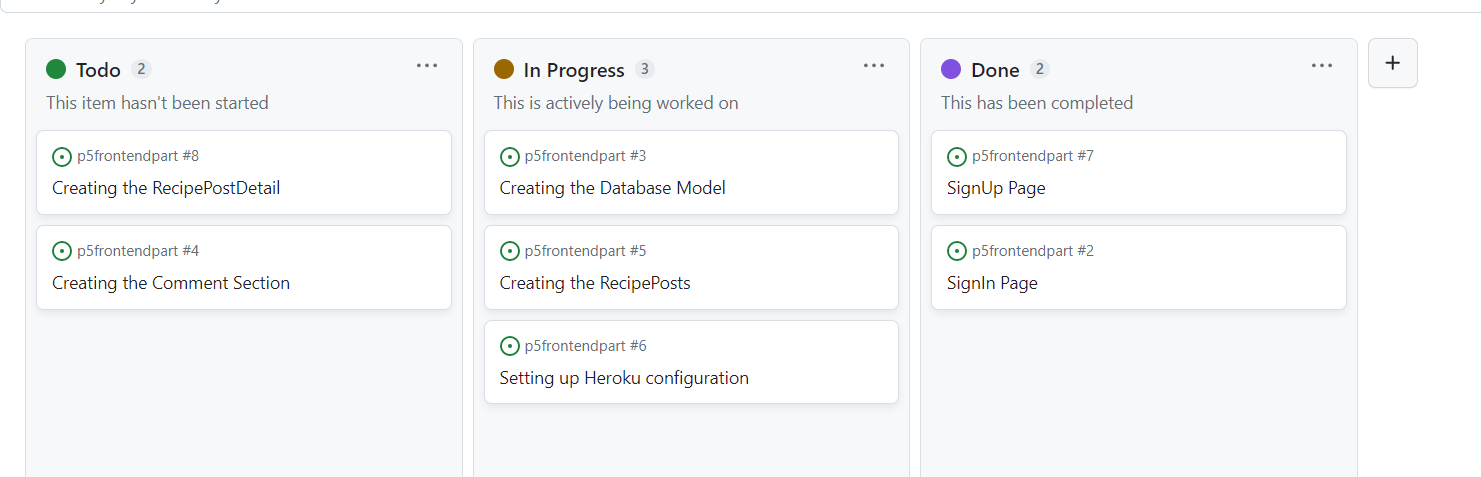 Todo 2
This item hasn't been started
p5frontendpart #8
Creating the RecipePostDetail
p5frontendpart #4
Creating the Comment Section
In Progress 3
This is actively being worked on
p5frontendpart #3
Creating the Database Model
p5frontendpart #5
Creating the RecipePosts
p5frontendpart #6
Setting up Heroku configuration
Done 2
This has been completed
p5frontendpart #7
SignUp Page
p5frontendpart #2
SignIn Page